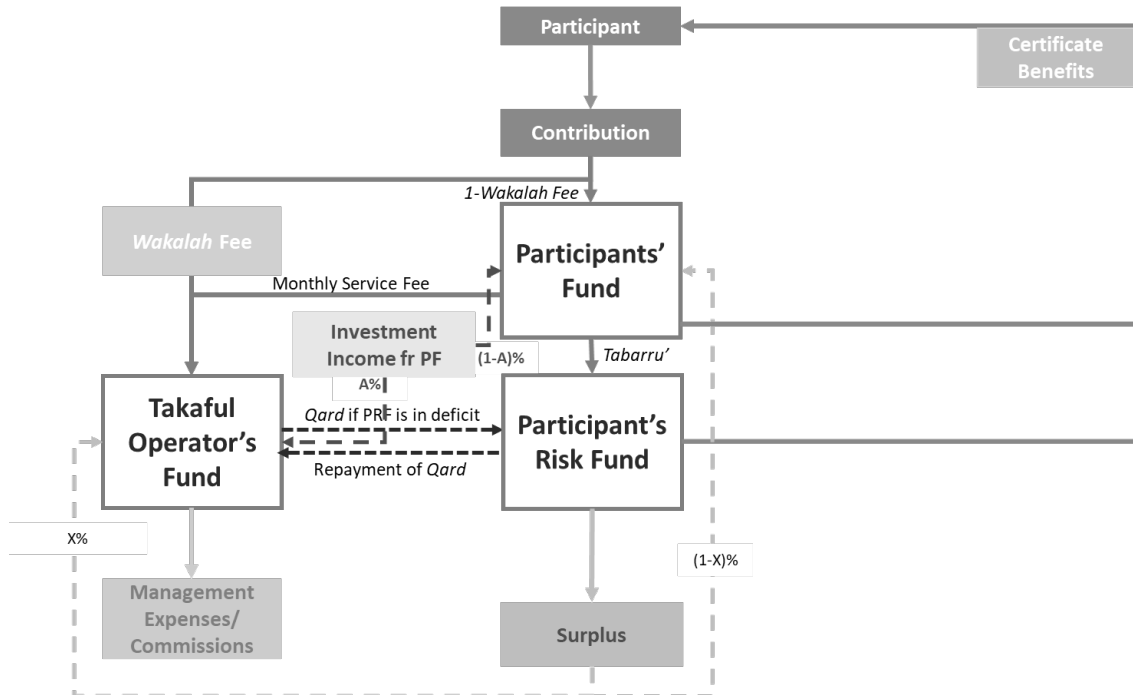 Participant
Certificate
Benefits
Contribution
1-Wakalah Fee
Wakalah Fee
Participants’
Fund
Monthly Service Fee
Investment
Income fr PF
(1-A)%
Tabarru’
A%
Takaful
Operator’s
Fund
Qard if PRF is in deficit
Participant’s
Risk Fund
Repayment of Qard
X%
(1-X)%
Management
Expenses/
Commissions
Surplus